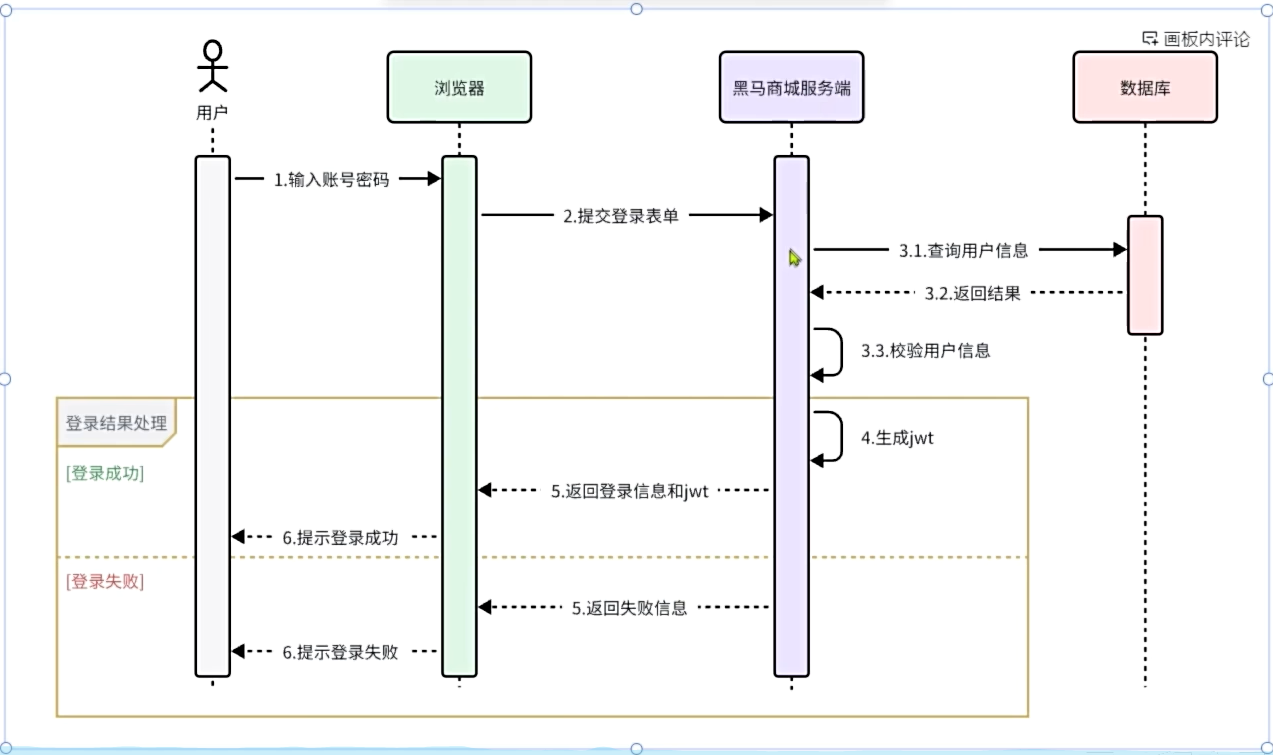 画板内评论
用户
浏览器
黑马商城服务端
数据库
1.输入账号密码
2.提交登录表单
3.1.查询用户信息
3.2.返回结果
3.3.校验用户信息
登录结果处理
4.生成jwt
[登录成功]
5.返回登录信息和jwt
6.提示登录成功
[登录失败]
5.返回失败信息
6.提示登录失败